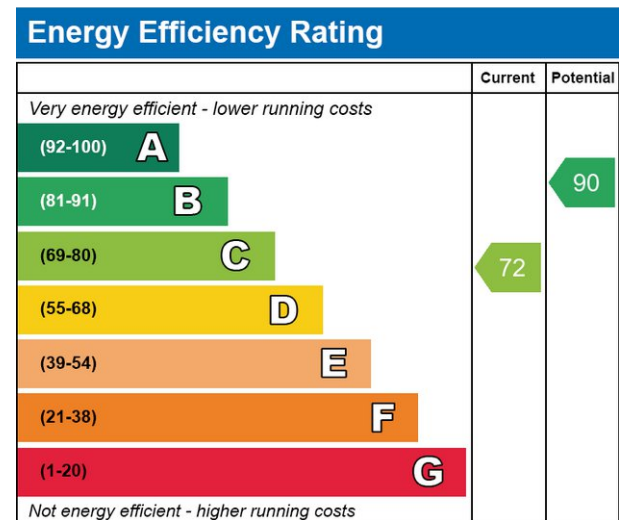 Energy Efficiency Rating
Current Potential
Very energy efficient - lower running costs
(92-100) A
(81-91) B 90
(69-80) C 72
(55-68) D
(39-54) E
(21-38) F
(1-20) G
Not energy efficient - higher running costs